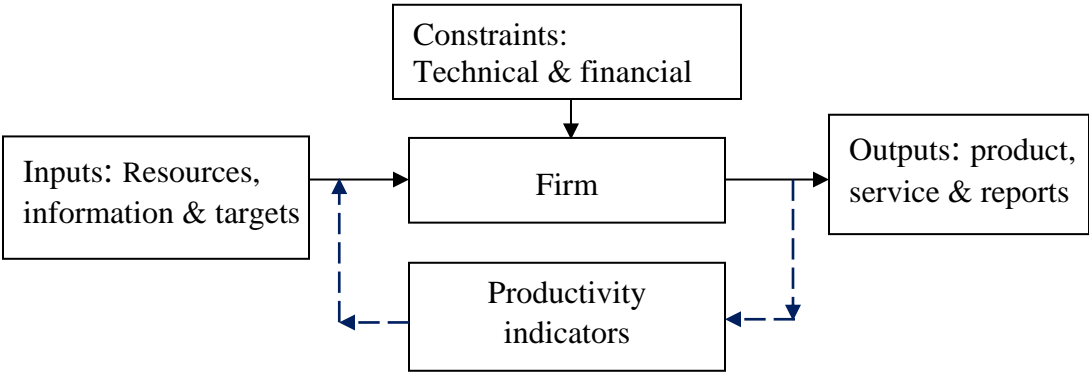 Constraints:
Technical & financial
Inputs: Resources,
information & targets
Firm
Outputs: product,
service & reports
Productivity
indicators